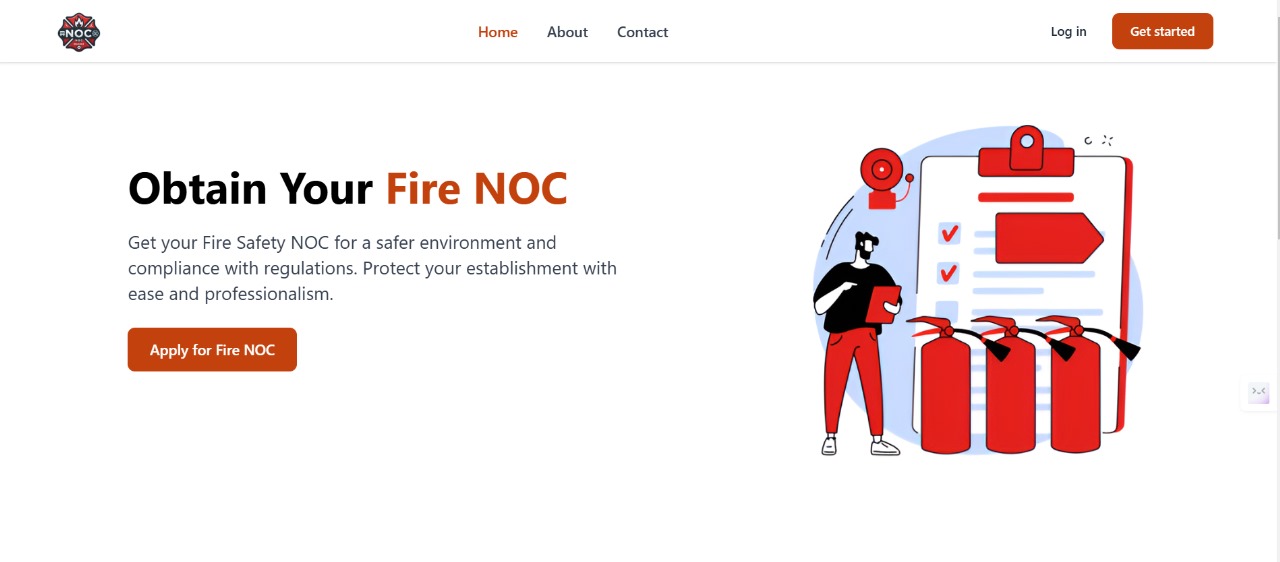 NOC
Home
About
Contact
Log in
Get started
Obtain Your Fire NOC
Get your Fire Safety NOC for a safer environment and
compliance with regulations. Protect your establishment with
ease and professionalism.
Apply for Fire NOC